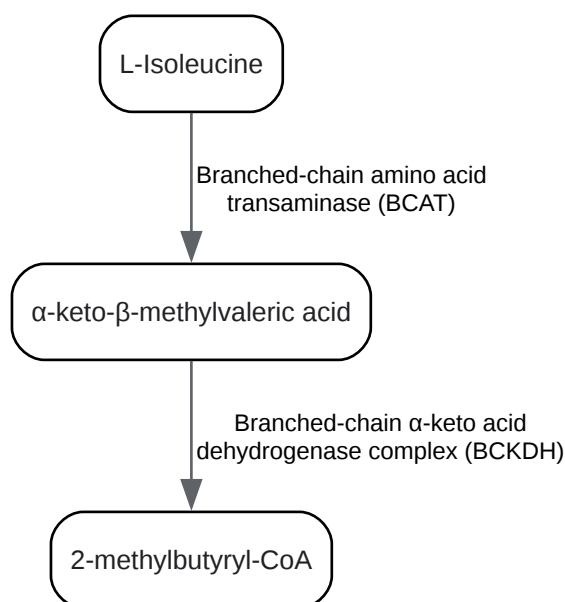 L-Isoleucine
Branched-chain amino acid
transaminase (BCAT)
α-keto-β-methylvaleric acid
Branched-chain α-keto acid
dehydrogenase complex (BCKDH)
2-methylbutyryl-CoA